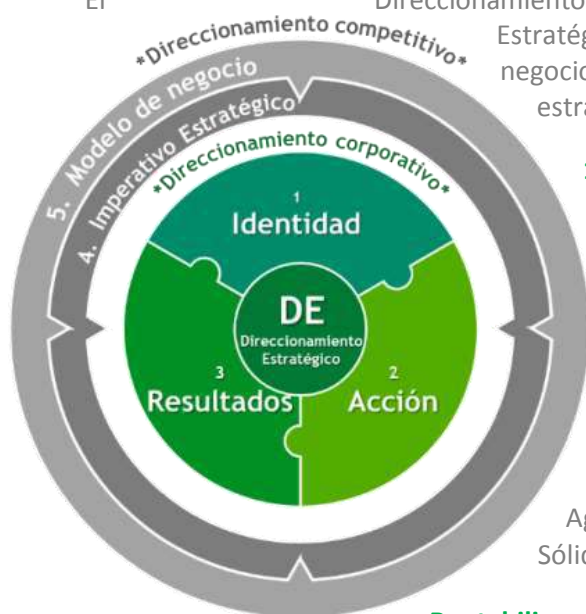 El Direccionamiento
Estratég
negocio
estra
*Direccionamiento competitivo*
5. Modelo de negocio
4. Imperativo Estratégico
*Direccionamiento corporativo*
1
Identidad
DE
Direccionamiento
Estratégico
3
Resultados
2
Acción
Ag
Sólid